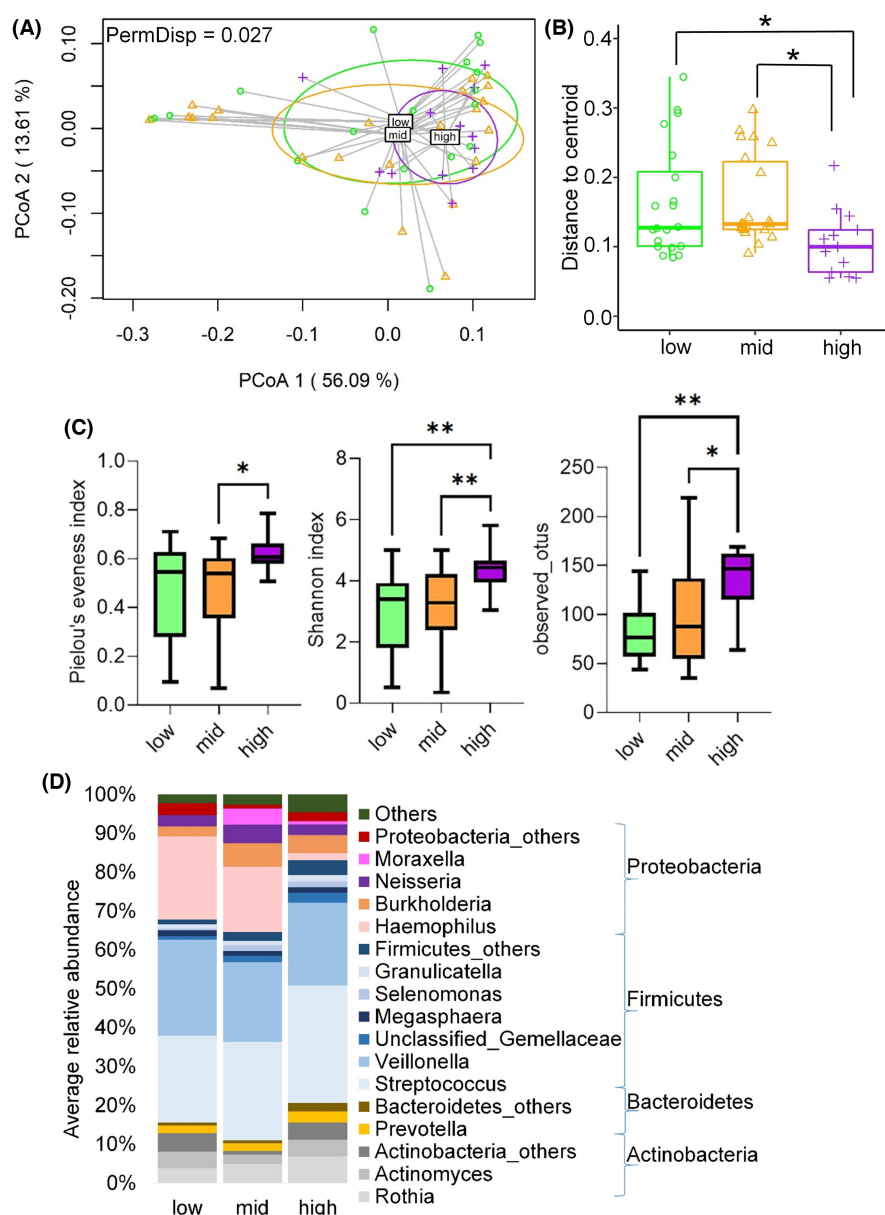 (A)
PermDisp = 0.027
PCoA 2 ( 13.61 %)
0.10
0.00
-0.10
-0.20
low
mid
high
-0.3
-0.2
-0.1
0.0
0.1
PCoA 1 ( 56.09 %)
(B)
*
*
Distance to centroid
0.4
0.3
0.2
0.1
0.0
low
mid
high
(C)
Pielou's eveness index
1.0
0.8
0.6
0.4
0.2
0.0
*
low
mid
high
Shannon index
8
6
4
2
0
**
**
low
mid
high
observed_otus
250
200
150
100
50
0
**
*
low
mid
high
(D)
Average relative abundance
100%
90%
80%
70%
60%
50%
40%
30%
20%
10%
0%
low
mid
high
Others
Proteobacteria_others
Moraxella
Neisseria
Burkholderia
Haemophilus
Firmicutes_others
Granulicatella
Selenomonas
Megasphaera
Unclassified_Gemellaceae
Veillonella
Streptococcus
Bacteroidetes_others
Prevotella
Actinobacteria_others
Actinomyces
Rothia
Proteobacteria
Firmicutes
Bacteroidetes
Actinobacteria